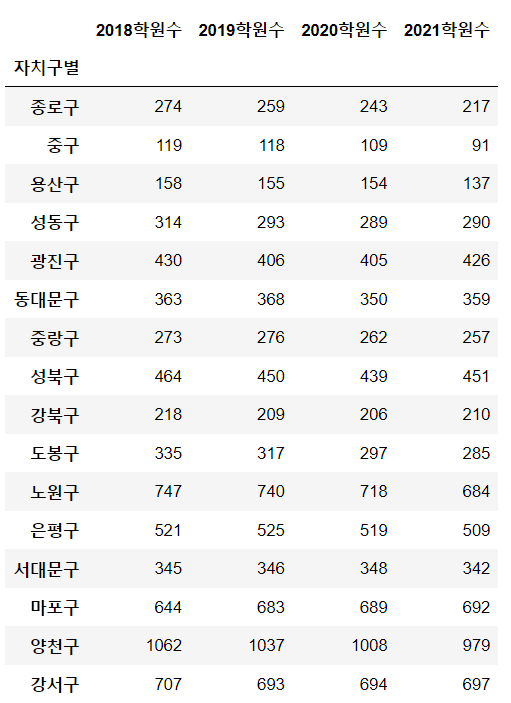 2018학원수 2019학원수 2020학원수 2021학원수
자치구별
종로구 274 259 243 217
중구 119 118 109 91
용산구 158 155 154 137
성동구 314 293 289 290
광진구 430 406 405 426
동대문구 363 368 350 359
중랑구 273 276 262 257
성북구 464 450 439 451
강북구 218 209 206 210
도봉구 335 317 297 285
노원구 747 740 718 684
은평구 521 525 519 509
서대문구 345 346 348 342
마포구 644 683 689 692
양천구 1062 1037 1008 979
강서구 707 693 694 697